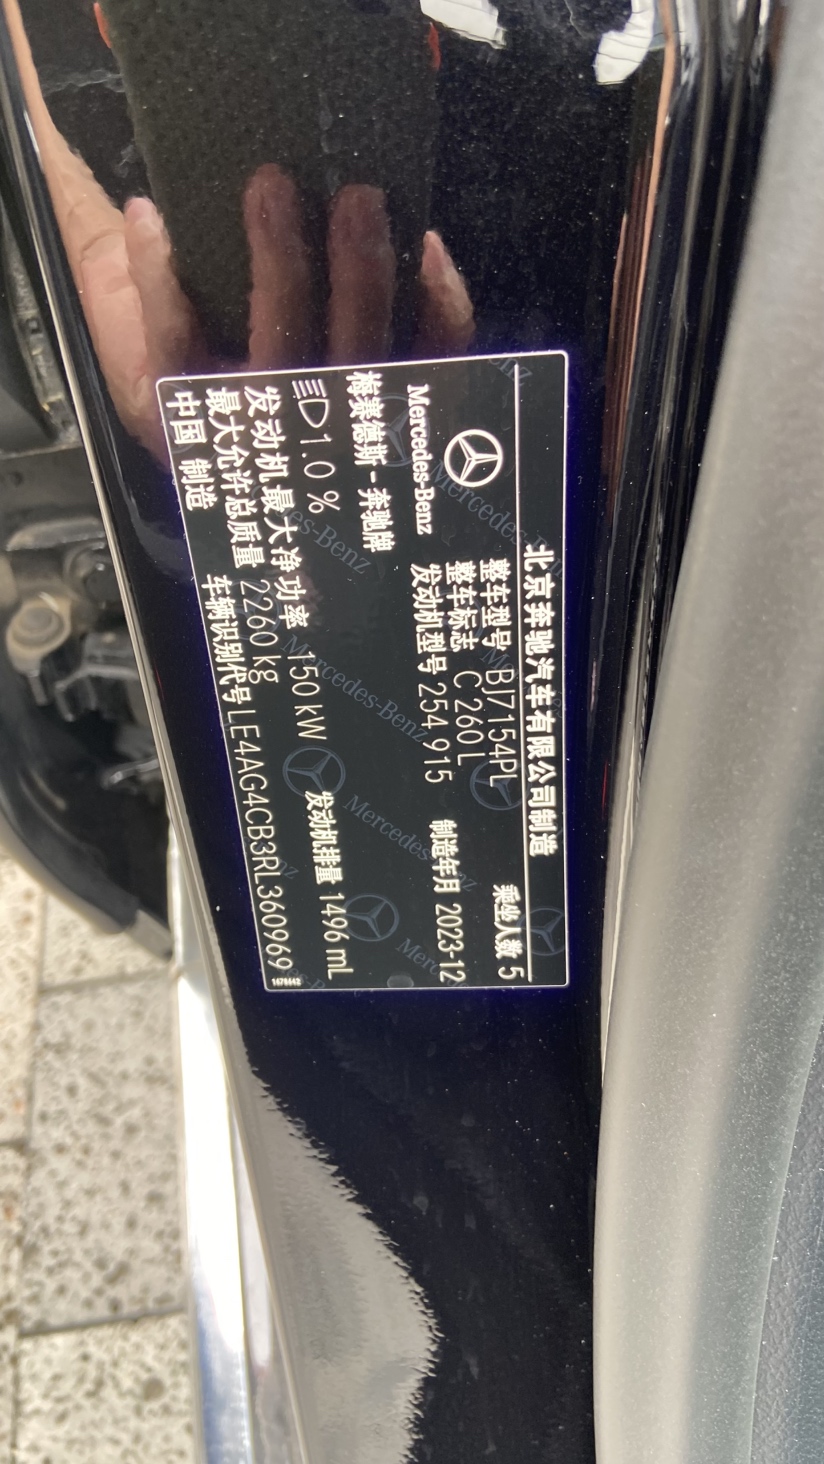 北京奔驰汽车有限公司制造
整车型号 BJ7154PL 乘坐人数 5
整车标志 C 260 L
Mercedes-Benz 发动机型号 254 915 制造年月 2023-12
梅赛德斯-奔驰牌
1.0 %
发动机最大净功率 150 kW 发动机排量 1496 mL
最大允许总质量 2260 kg
中国 制造 车辆识别代号 LE4AG4CB3RL360969
1678442